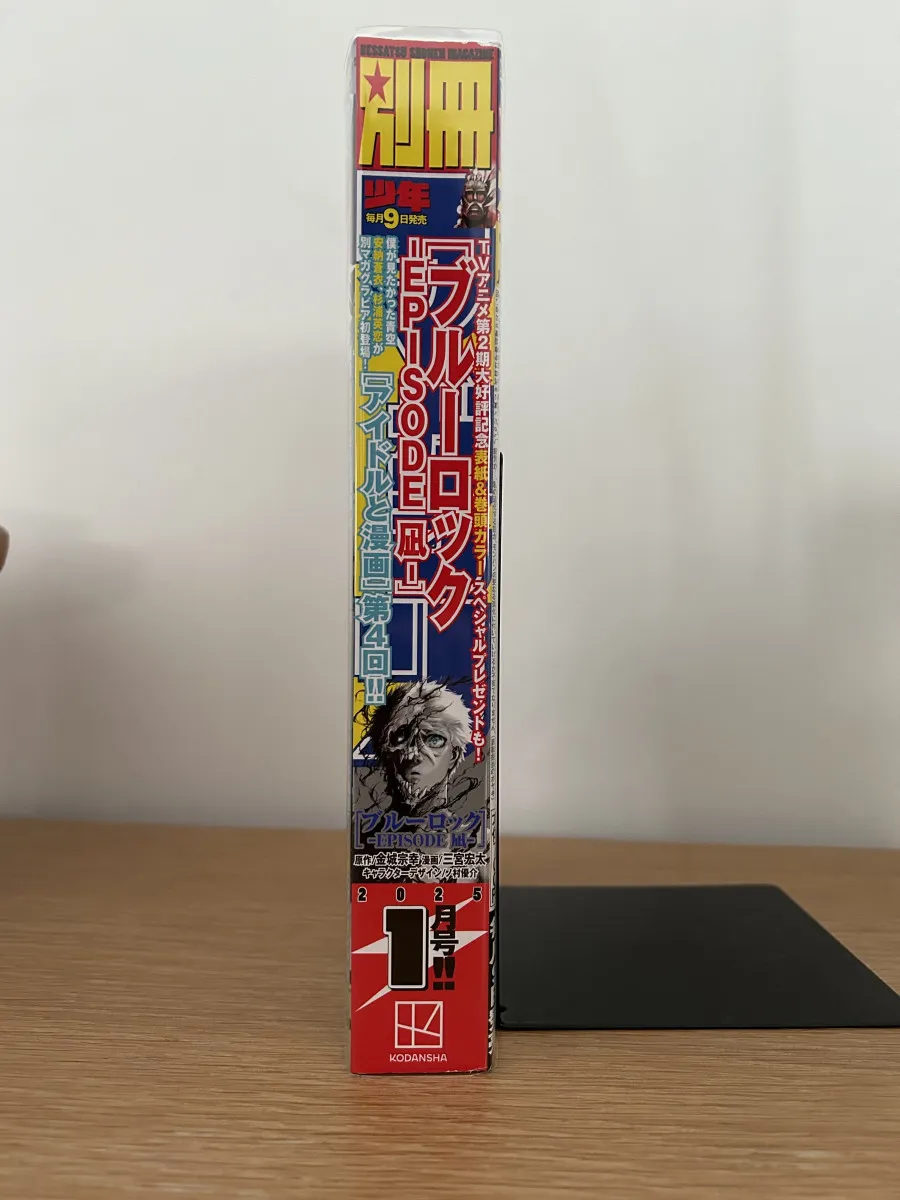 BESSATSU SHONEN MAGAZINE
別冊
少年
毎月9日発売
TVアニメ第2期大好評記念表紙&巻頭カラー スペシャルプレゼントも!
[ブルーロック
-EPISODE 凪-]
僕が見たかった青空
安納蒼衣、杉浦英恋が
別マガグラビア初登場!
[アイドルと漫画]第4回!!
[ブルーロック
-EPISODE 凪-]
原作/金城宗幸 漫画/三宮宏太
キャラクターデザイン/ノ村優介
2025
1月号!!
KODANSHA